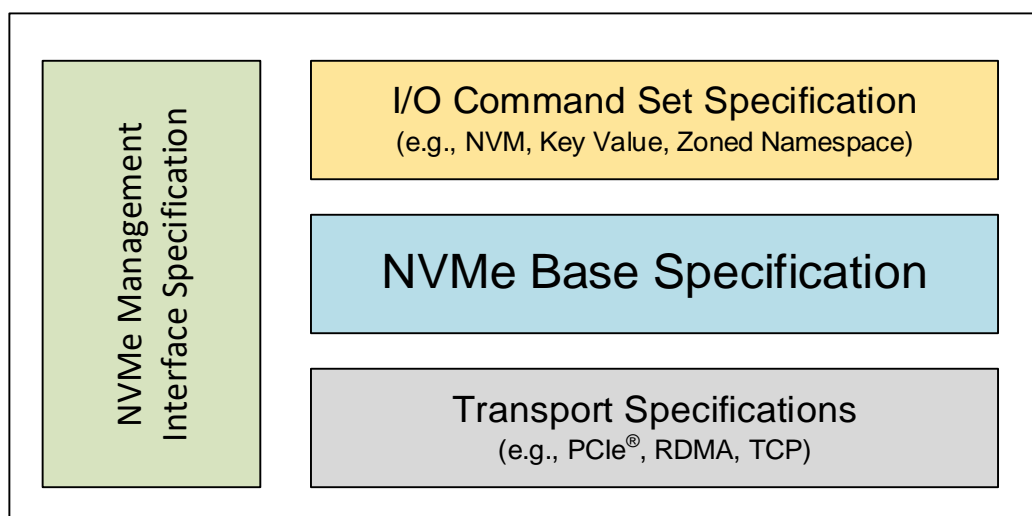 NVMe Management
Interface Specification
I/O Command Set Specification
(e.g., NVM, Key Value, Zoned Namespace)
NVMe Base Specification
Transport Specifications
(e.g., PCIe®, RDMA, TCP)